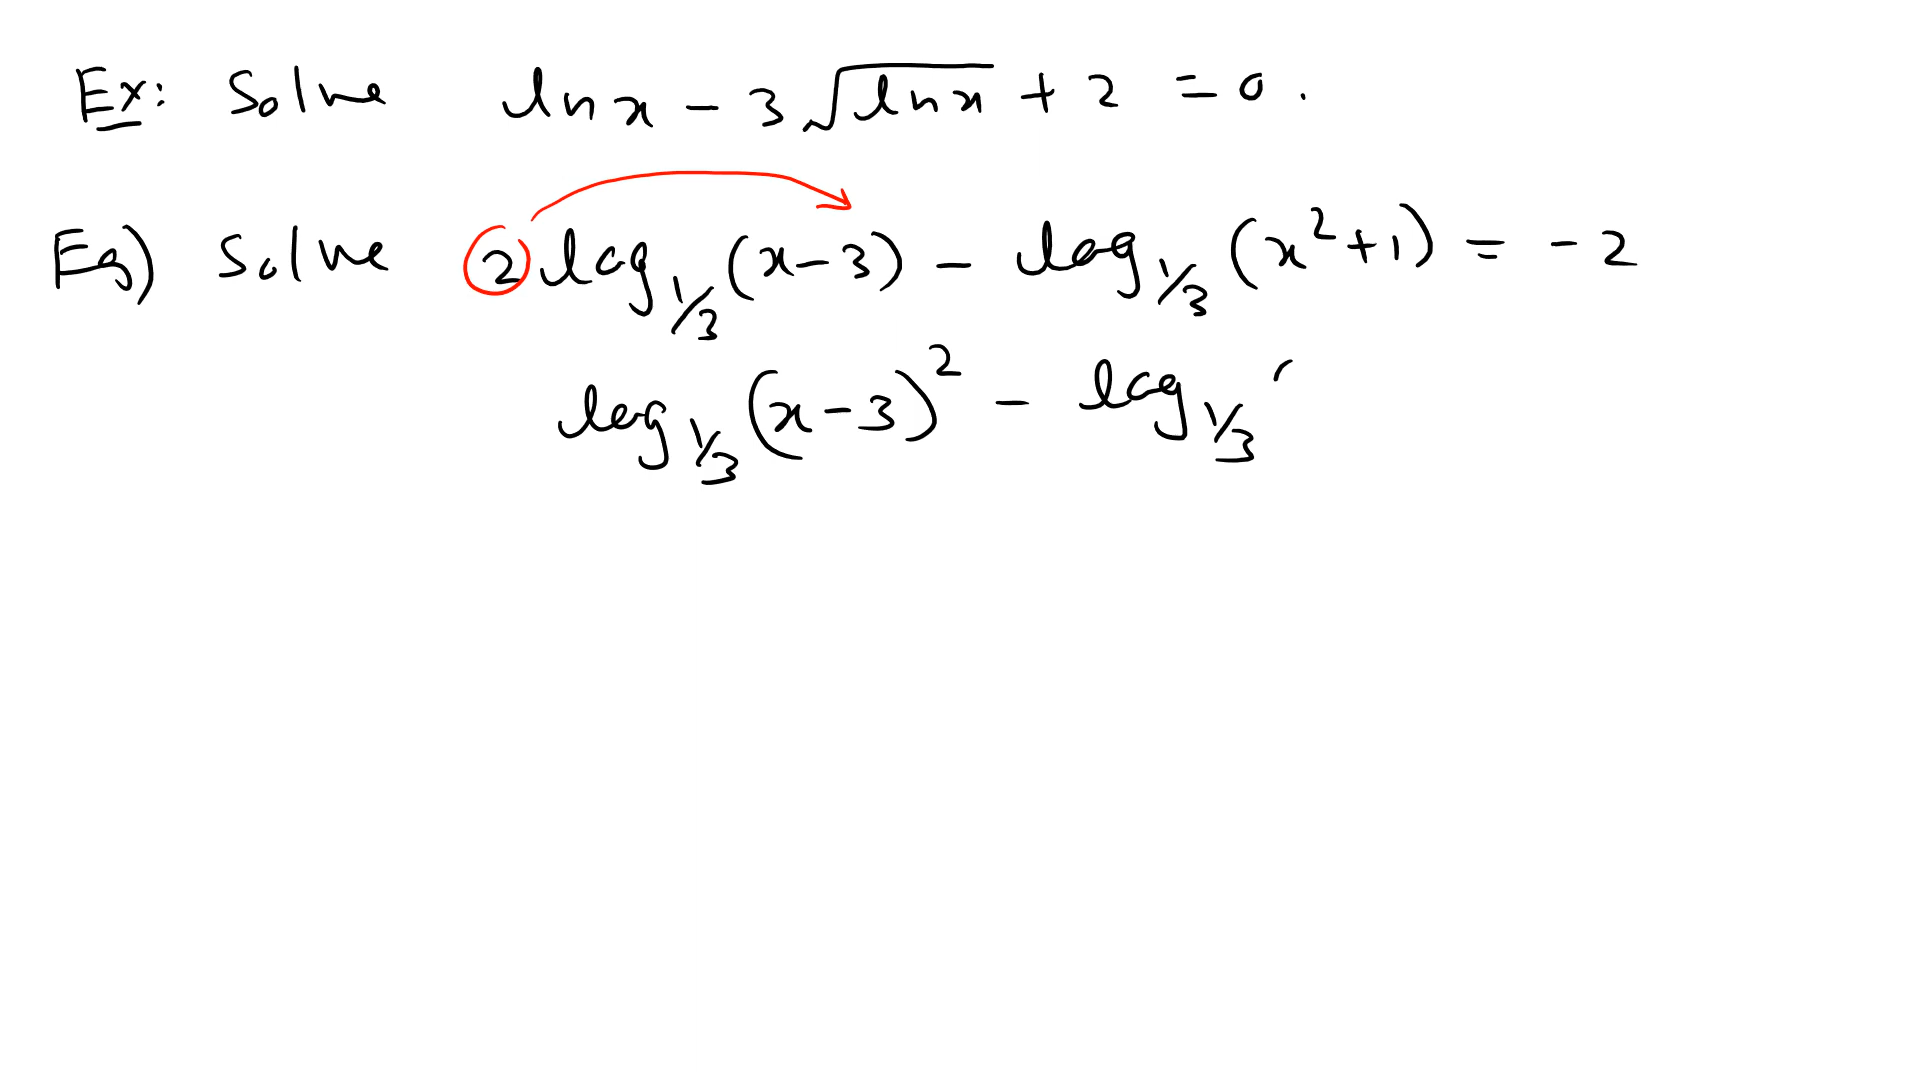 Ex: Solve ln x - 3√(ln x) + 2 = 0.
Eg) Solve 2 log_{1/3} (x-3) - log_{1/3} (x²+1) = -2
log_{1/3} (x-3)² - log_{1/3} (